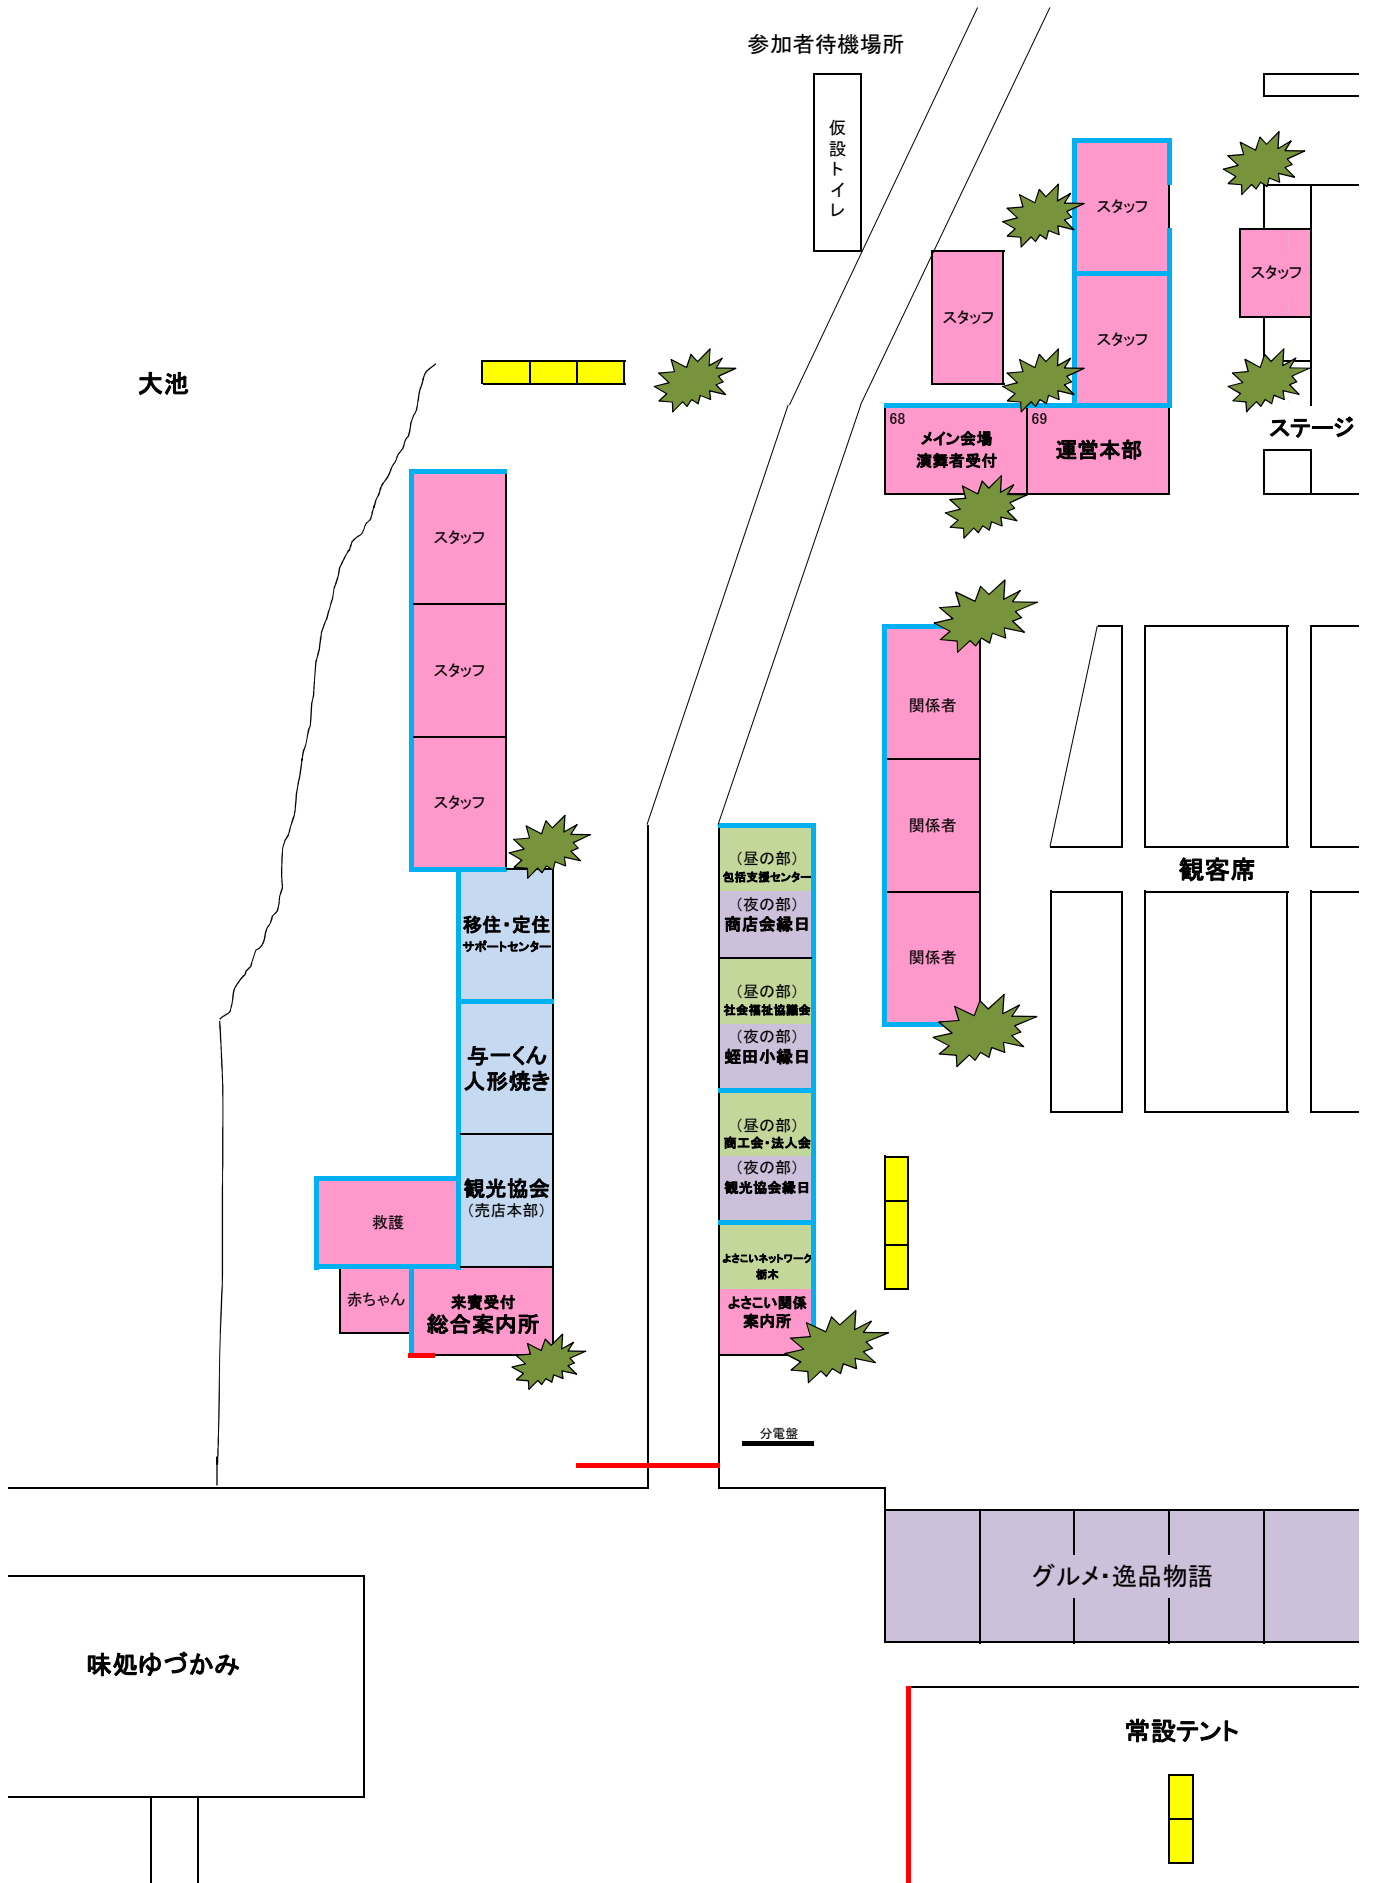 参加者待機場所
仮設トイレ
スタッフ
スタッフ
スタッフ
スタッフ
大池
68
メイン会場
演舞者受付
69
運営本部
ステージ
スタッフ
スタッフ
スタッフ
関係者
関係者
関係者
観客席
移住・定住
サポートセンター
与一くん
人形焼き
観光協会
（売店本部）
救護
赤ちゃん
来賓受付
総合案内所
（昼の部）
包括支援センター
（夜の部）
商店会縁日
（昼の部）
社会福祉協議会
（夜の部）
蛭田小縁日
（昼の部）
商工会・法人会
（夜の部）
観光協会縁日
よさこいネットワーク
栃木
よさこい関係
案内所
分電盤
グルメ・逸品物語
味処ゆづかみ
常設テント